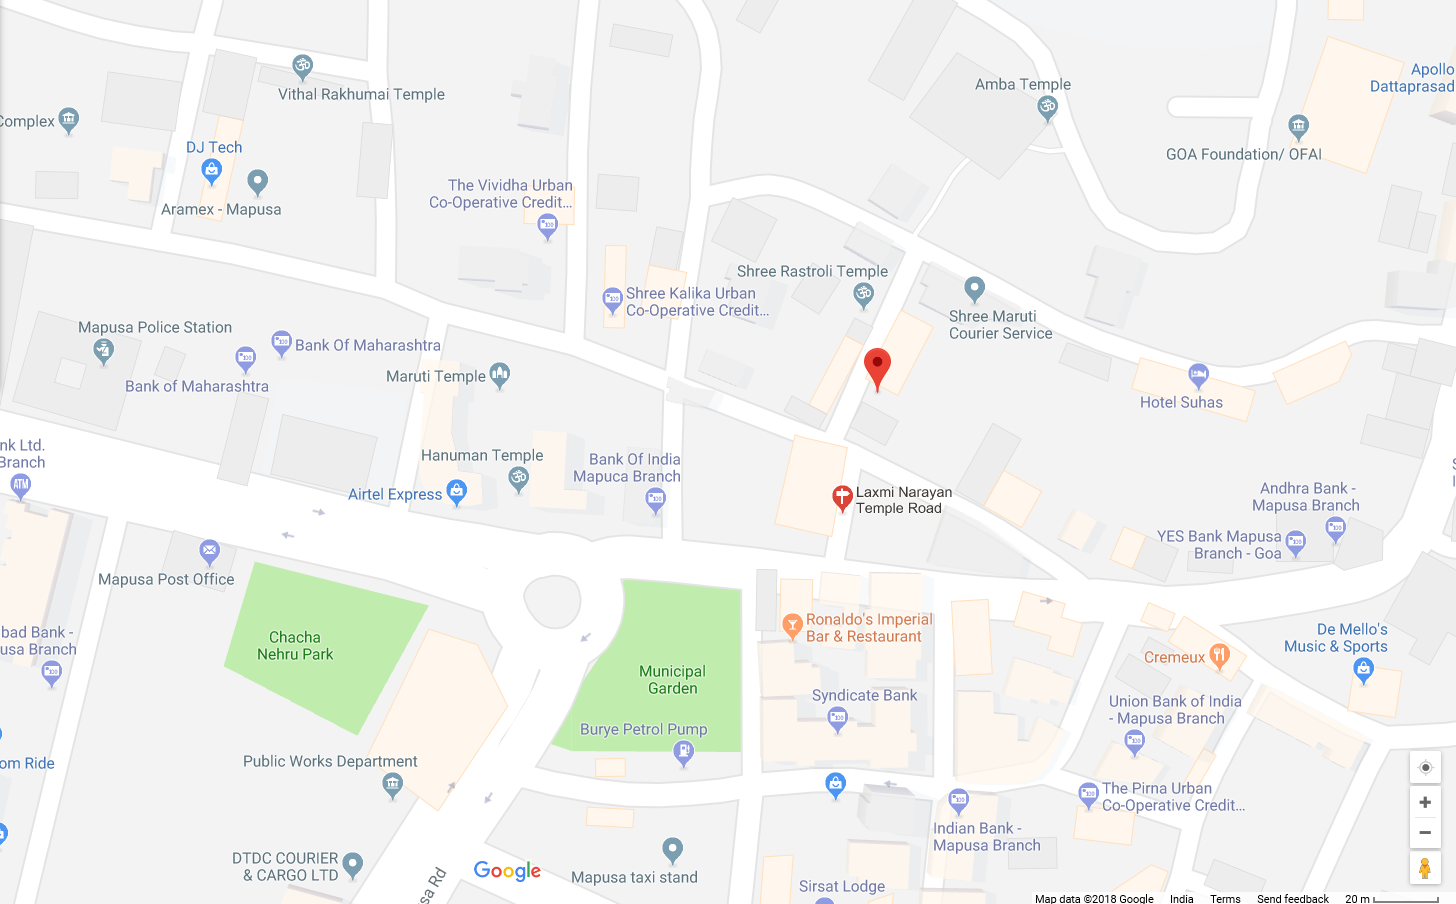 Amba Temple
Apollo
Dattaprasad
Vithal Rakhumai Temple
Complex
DJ Tech
GOA Foundation/ OFAI
Aramex - Mapusa
The Vividha Urban
Co-Operative Credit...
Shree Rastroli Temple
Shree Kalika Urban
Co-Operative Credit...
Shree Maruti
Courier Service
Mapusa Police Station
Bank Of Maharashtra
Bank of Maharashtra
Maruti Temple
Hotel Suhas
nk Ltd.
Branch
ATM
Hanuman Temple
Bank Of India
Mapuca Branch
Airtel Express
Laxmi Narayan
Temple Road
Andhra Bank -
Mapusa Branch
YES Bank Mapusa
Branch - Goa
Mapusa Post Office
Chacha
Nehru Park
bad Bank -
usa Branch
Ronaldo's Imperial
Bar & Restaurant
De Mello's
Music & Sports
Cremeux
Municipal
Garden
Syndicate Bank
Union Bank of India
- Mapusa Branch
Burye Petrol Pump
om Ride
Public Works Department
The Pirna Urban
Co-Operative Credit...
Indian Bank -
Mapusa Branch
DTDC COURIER
& CARGO LTD
sa Rd
Google
Mapusa taxi stand
Sirsat Lodge
Map data ©2018 Google India Terms Send feedback 20 m